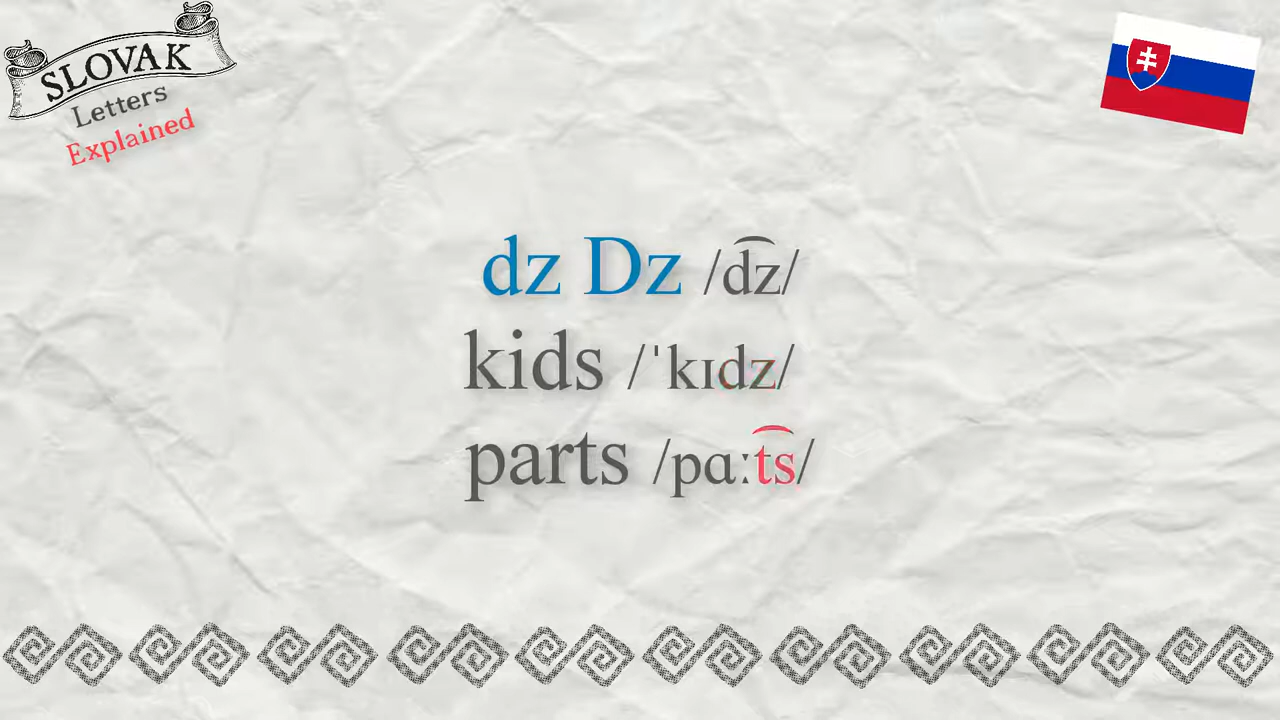 SLOVAK
Letters
Explained
dz Dz /d͡z/
kids /ˈkɪdz/
parts /pɑːt͡s/